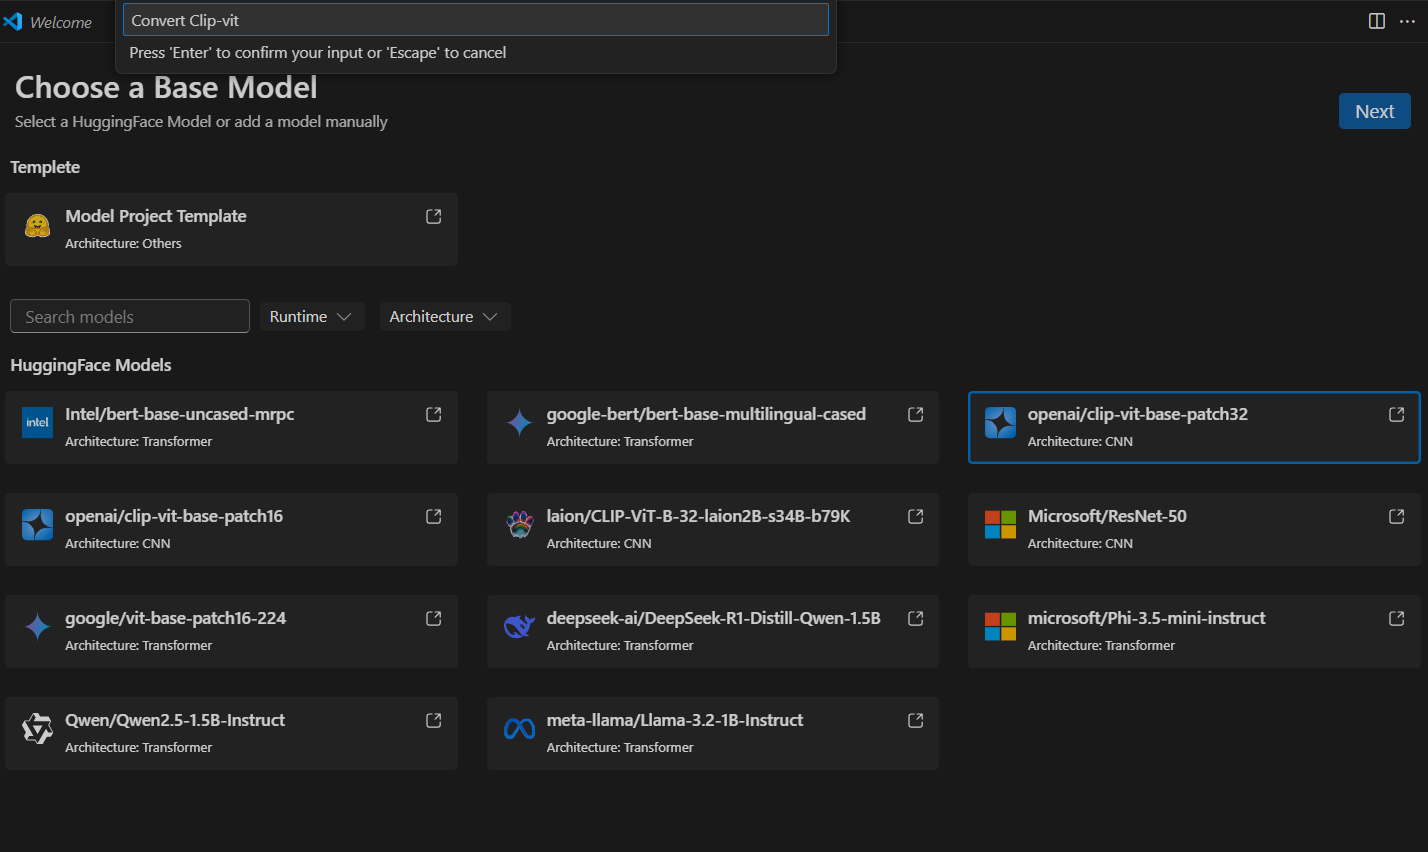 Welcome
Convert Clip-vit
Press 'Enter' to confirm your input or 'Escape' to cancel
Choose a Base Model
Select a HuggingFace Model or add a model manually
Next
Templete
Model Project Template
Architecture: Others
Search models
Runtime
Architecture
HuggingFace Models
intel
Intel/bert-base-uncased-mrpc
Architecture: Transformer
google-bert/bert-base-multilingual-cased
Architecture: Transformer
openai/clip-vit-base-patch32
Architecture: CNN
openai/clip-vit-base-patch16
Architecture: CNN
laion/CLIP-ViT-B-32-laion2B-s34B-b79K
Architecture: CNN
Microsoft/ResNet-50
Architecture: CNN
google/vit-base-patch16-224
Architecture: Transformer
deepseek-ai/DeepSeek-R1-Distill-Qwen-1.5B
Architecture: Transformer
microsoft/Phi-3.5-mini-instruct
Architecture: Transformer
Qwen/Qwen2.5-1.5B-Instruct
Architecture: Transformer
meta-llama/Llama-3.2-1B-Instruct
Architecture: Transformer